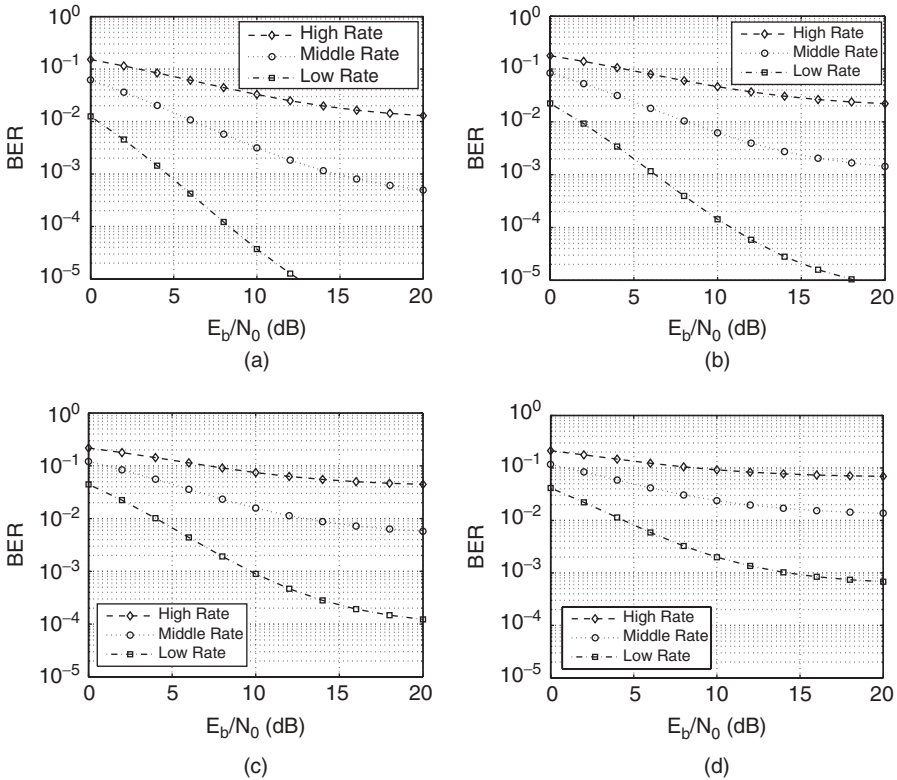 10^0
10^-1
10^-2
10^-3
10^-4
10^-5
BER
High Rate
Middle Rate
Low Rate
0 5 10 15 20
E_b/N_0 (dB)
(a)
10^0
10^-1
10^-2
10^-3
10^-4
10^-5
BER
High Rate
Middle Rate
Low Rate
0 5 10 15 20
E_b/N_0 (dB)
(b)
10^0
10^-1
10^-2
10^-3
10^-4
10^-5
BER
High Rate
Middle Rate
Low Rate
0 5 10 15 20
E_b/N_0 (dB)
(c)
10^0
10^-1
10^-2
10^-3
10^-4
10^-5
BER
High Rate
Middle Rate
Low Rate
0 5 10 15 20
E_b/N_0 (dB)
(d)